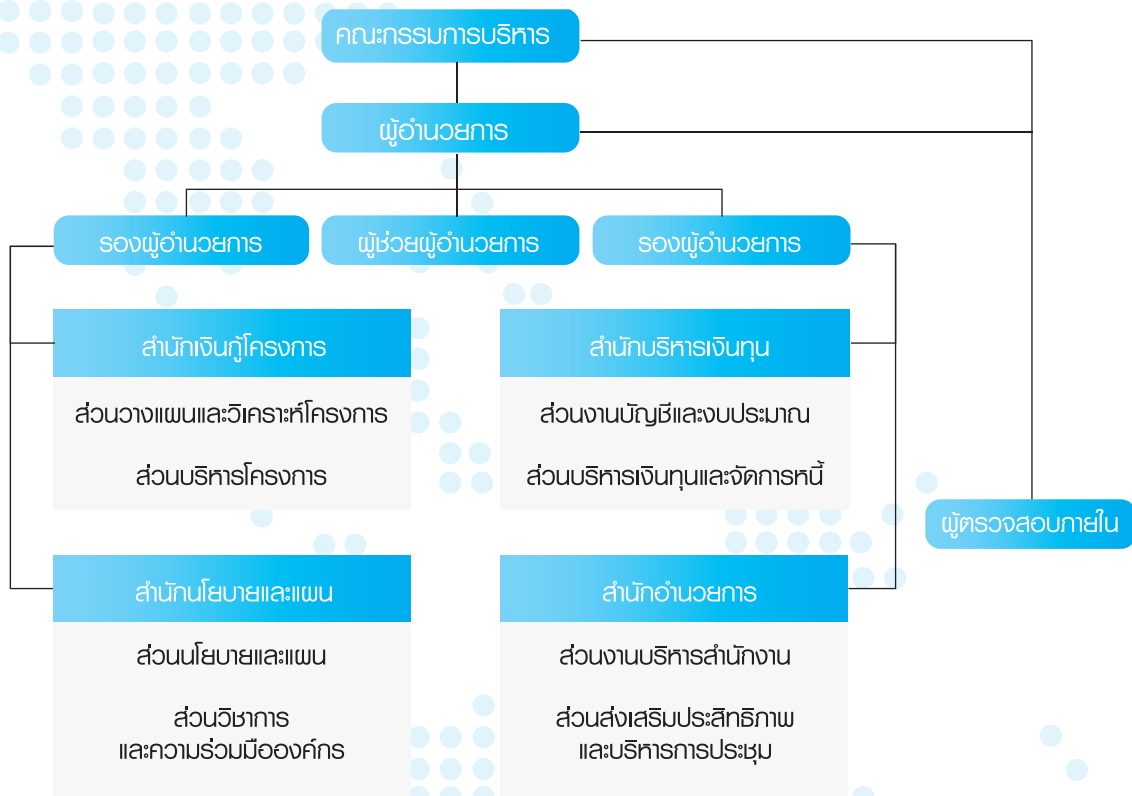 คณะกรรมการบริหาร
ผู้อำนวยการ
รองผู้อำนวยการ
ผู้ช่วยผู้อำนวยการ
รองผู้อำนวยการ
สำนักเงินกู้โครงการ
ส่วนวางแผนและวิเคราะห์โครงการ
ส่วนบริหารโครงการ
สำนักบริหารเงินทุน
ส่วนงานบัญชีและงบประมาณ
ส่วนบริหารเงินทุนและจัดการหนี้
ผู้ตรวจสอบภายใน
สำนักนโยบายและแผน
ส่วนนโยบายและแผน
ส่วนวิชาการ
และความร่วมมือองค์กร
สำนักอำนวยการ
ส่วนงานบริหารสำนักงาน
ส่วนส่งเสริมประสิทธิภาพ
และบริหารการประชุม